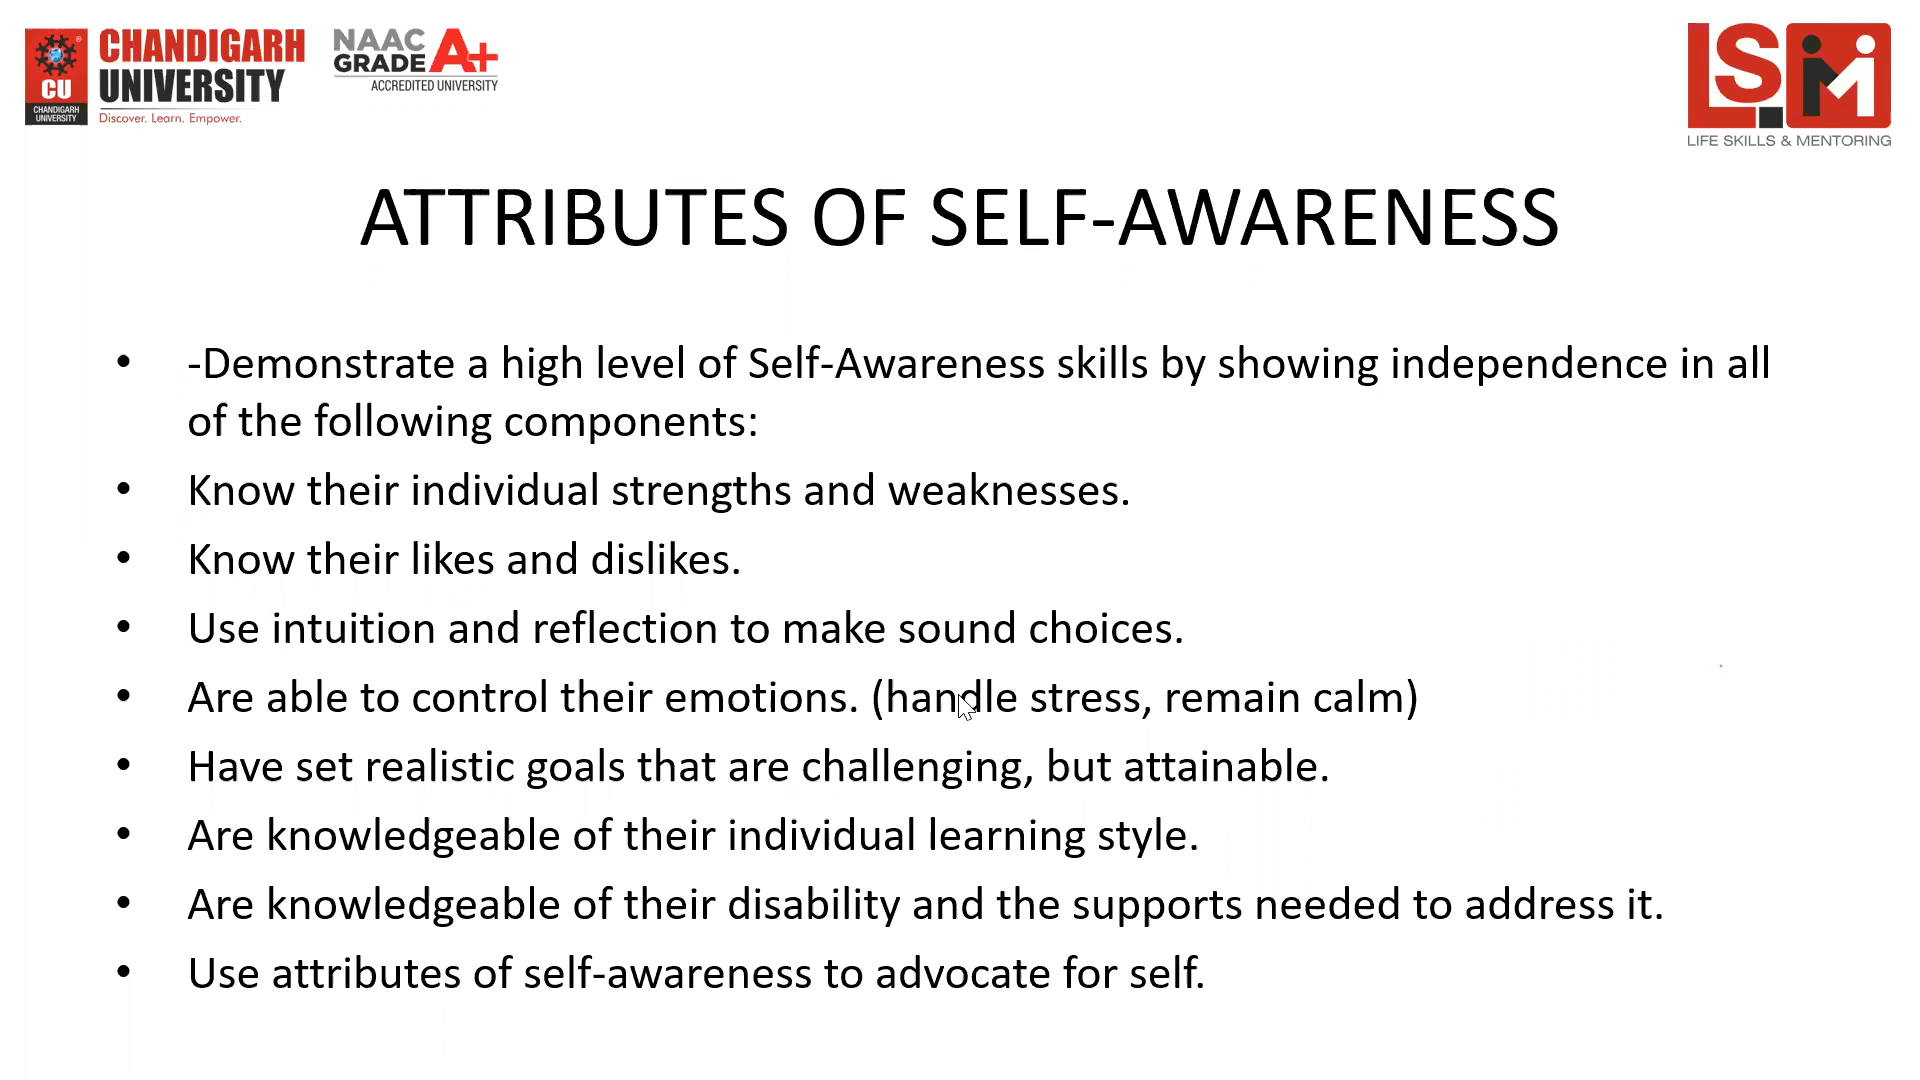 CHANDIGARH
UNIVERSITY
Discover. Learn. Empower.
CU
CHANDIGARH
UNIVERSITY
NAAC
GRADE A+
ACCREDITED UNIVERSITY
LSM
LIFE SKILLS & MENTORING
ATTRIBUTES OF SELF-AWARENESS
• -Demonstrate a high level of Self-Awareness skills by showing independence in all
of the following components:
• Know their individual strengths and weaknesses.
• Know their likes and dislikes.
• Use intuition and reflection to make sound choices.
• Are able to control their emotions. (handle stress, remain calm)
• Have set realistic goals that are challenging, but attainable.
• Are knowledgeable of their individual learning style.
• Are knowledgeable of their disability and the supports needed to address it.
• Use attributes of self-awareness to advocate for self.